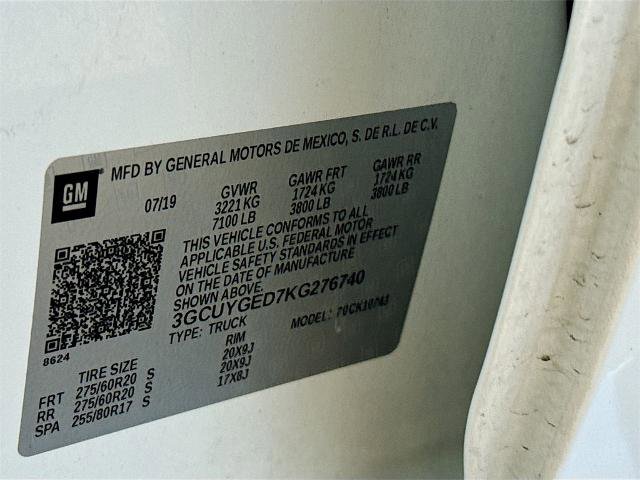 GM
MFD BY GENERAL MOTORS DE MEXICO, S. DE R.L. DE C.V.
07/19 GVWR GAWR FRT GAWR RR
3221 KG 1724 KG 1724 KG
7100 LB 3800 LB 3800 LB
THIS VEHICLE CONFORMS TO ALL
APPLICABLE U.S. FEDERAL MOTOR
VEHICLE SAFETY STANDARDS IN EFFECT
ON THE DATE OF MANUFACTURE
SHOWN ABOVE.
3GCUYGED7KG276740
TYPE: TRUCK MODEL:
8624
TIRE SIZE RIM
FRT 275/60R20 S 20X9J
RR 275/60R20 S 20X9J
SPA 255/80R17 S 17X8J